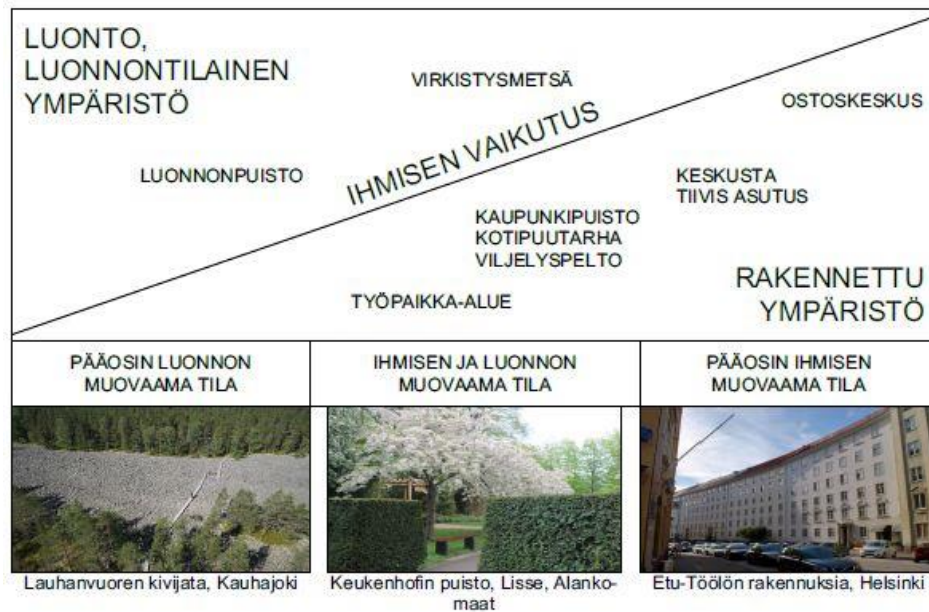 LUONTO,
LUONNONTILAINEN
YMPÄRISTÖ
VIRKISTYSMETSÄ
OSTOSKESKUS
IHMISEN VAIKUTUS
LUONNONPUISTO
KESKUSTA
TIIVIS ASUTUS
KAUPUNKIPUISTO
KOTIPUUTARHA
VILJELYSPELTO
TYÖPAIKKA-ALUE
RAKENNETTU
YMPÄRISTÖ
PÄÄOSIN LUONNON
MUOVAAMA TILA
IHMISEN JA LUONNON
MUOVAAMA TILA
PÄÄOSIN IHMISEN
MUOVAAMA TILA
Lauhanvuoren kivijata, Kauhajoki
Keukenhofin puisto, Lisse, Alanko-
maat
Etu-Töölön rakennuksia, Helsinki